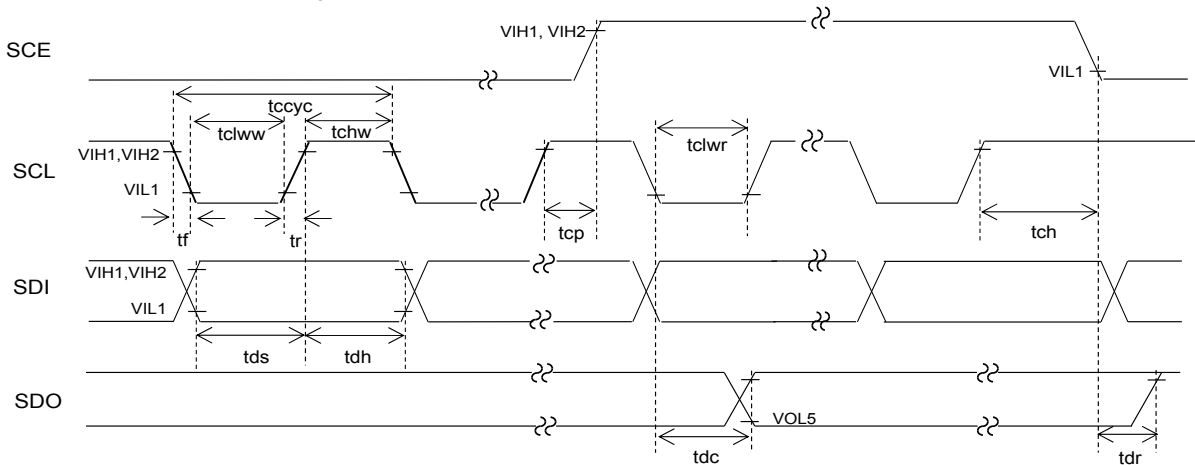 VIH1, VIH2
SCE
VIL1
tccyc
tclww
tchw
tclwr
VIH1,VIH2
SCL
VIL1
tf
tr
tcp
tch
VIH1,VIH2
SDI
VIL1
tds
tdh
SDO
VOL5
tdc
tdr